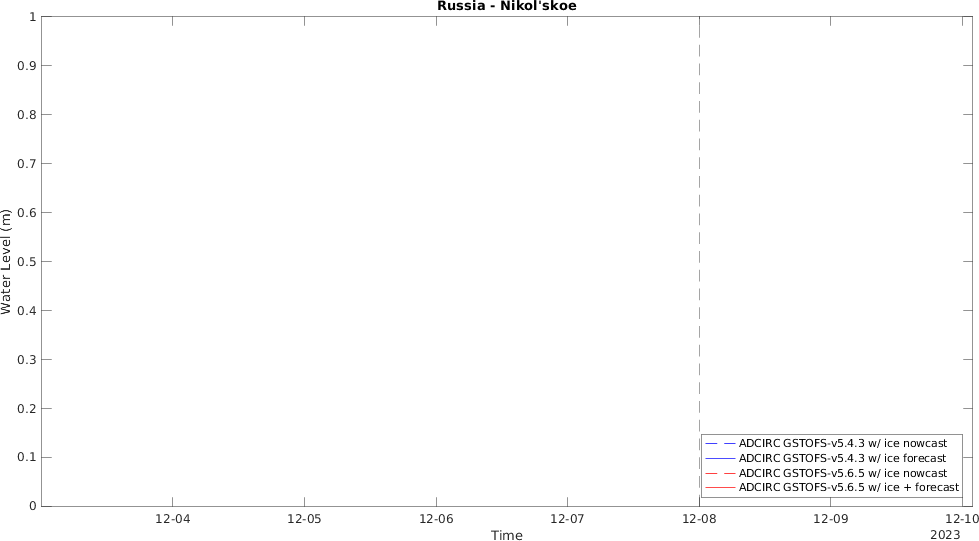 Russia - Nikol'skoe
1
0.9
0.8
0.7
0.6
0.5
0.4
0.3
0.2
0.1
0
Water Level (m)
ADCIRC GSTOFS-v5.4.3 w/ ice nowcast
ADCIRC GSTOFS-v5.4.3 w/ ice forecast
ADCIRC GSTOFS-v5.6.5 w/ ice nowcast
ADCIRC GSTOFS-v5.6.5 w/ ice + forecast
12-04 12-05 12-06 12-07 12-08 12-09 12-10
Time
2023